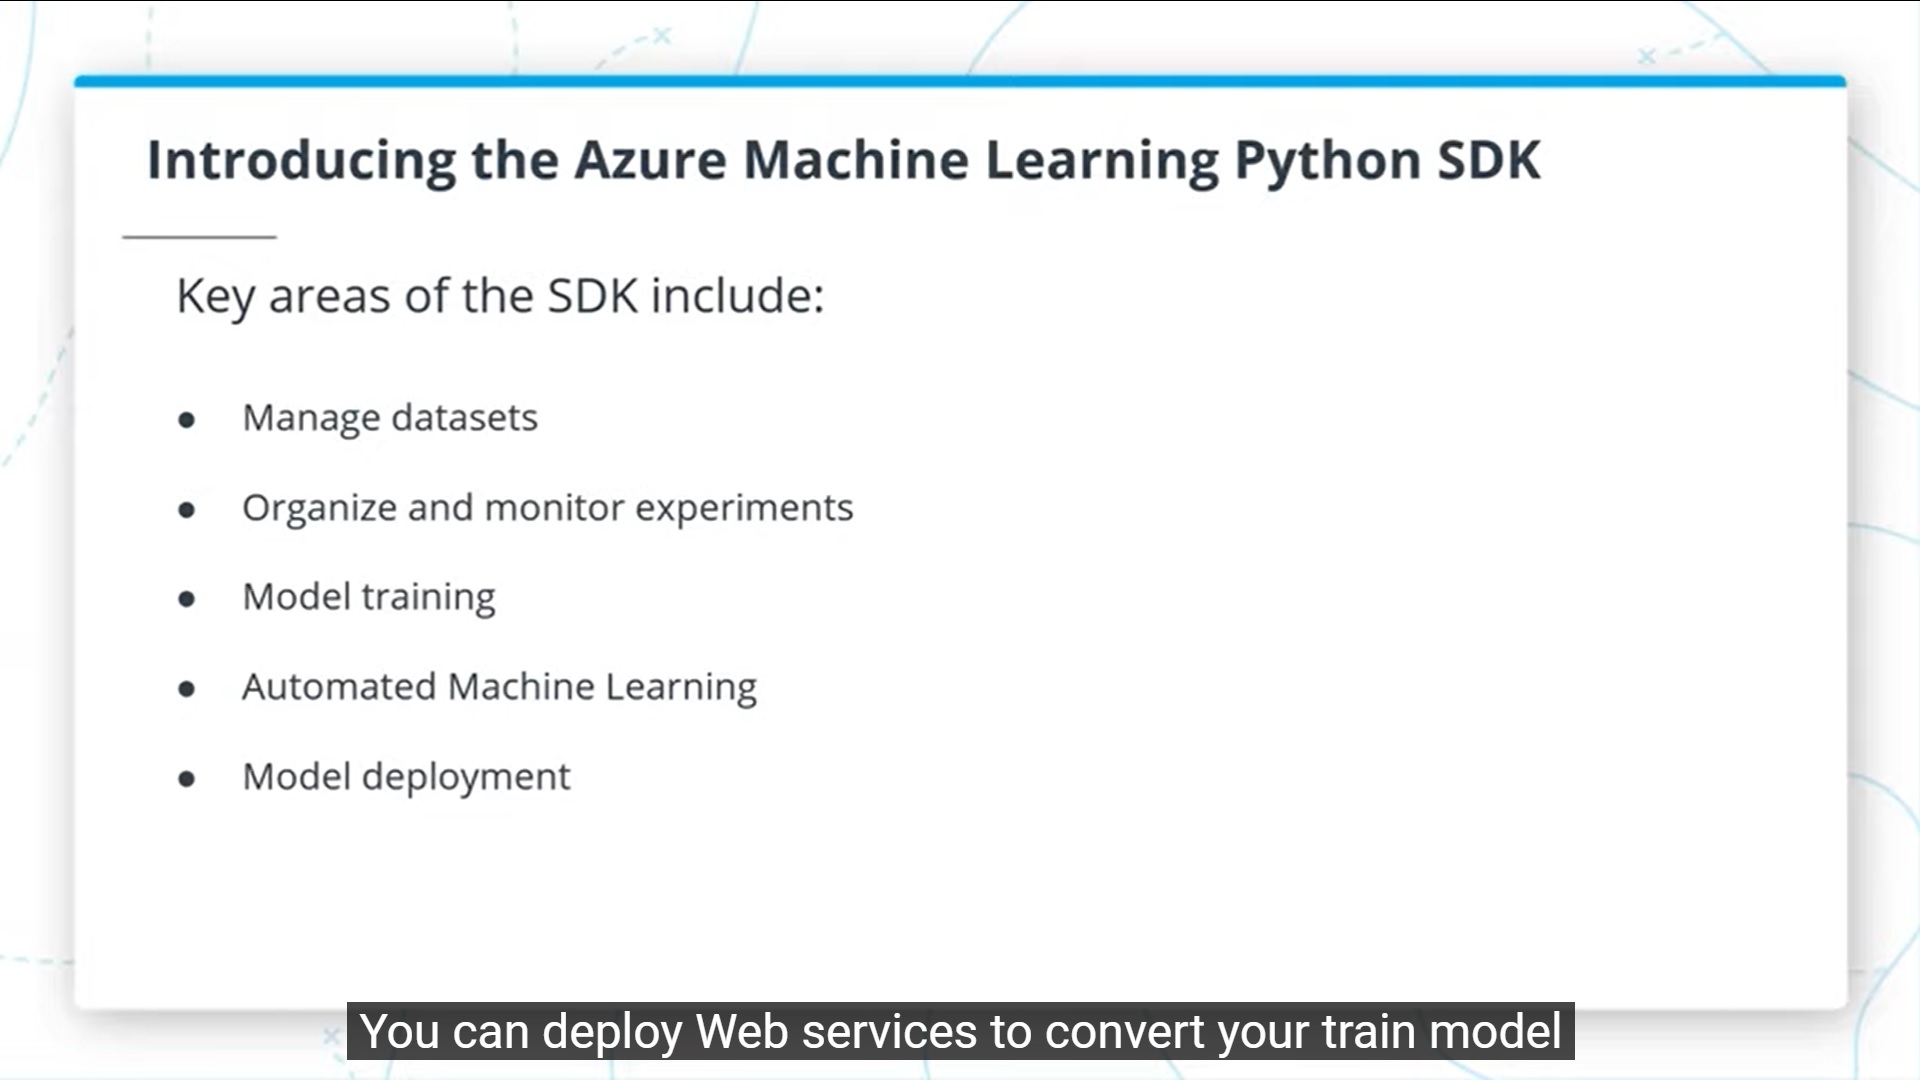 Introducing the Azure Machine Learning Python SDK
Key areas of the SDK include:
● Manage datasets
● Organize and monitor experiments
● Model training
● Automated Machine Learning
● Model deployment
You can deploy Web services to convert your train model